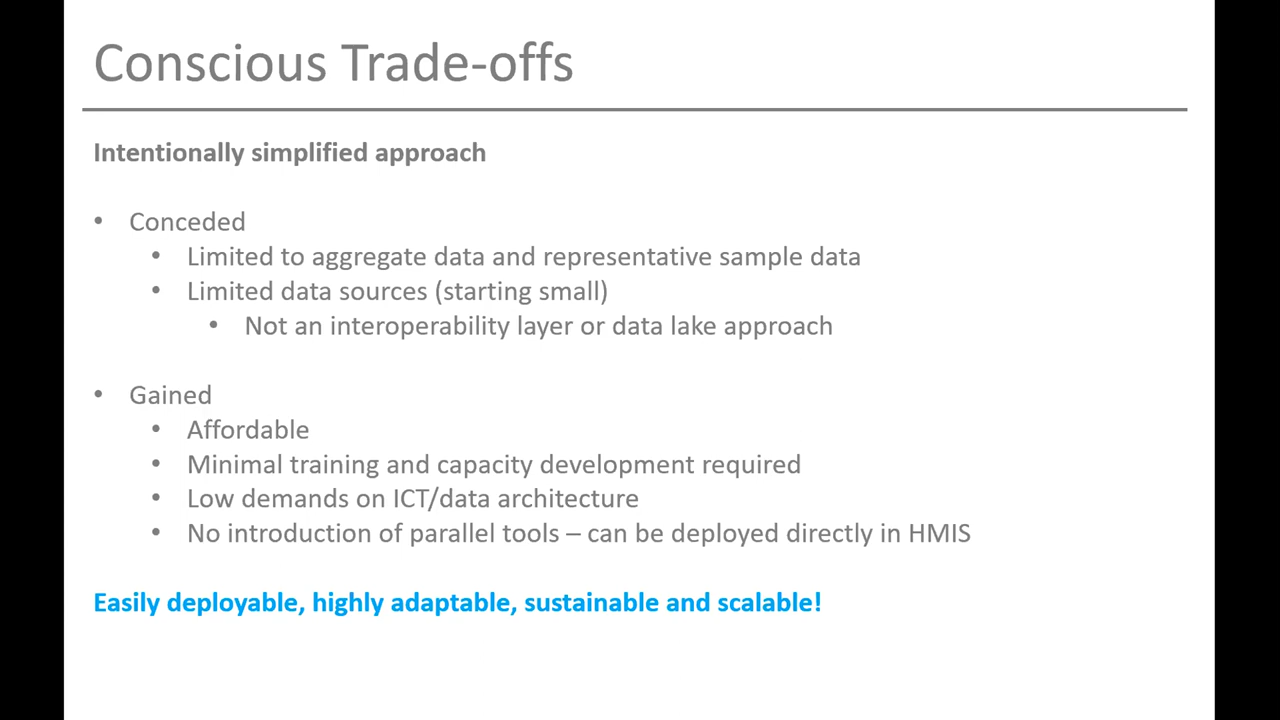 Conscious Trade-offs
Intentionally simplified approach
• Conceded
• Limited to aggregate data and representative sample data
• Limited data sources (starting small)
• Not an interoperability layer or data lake approach
• Gained
• Affordable
• Minimal training and capacity development required
• Low demands on ICT/data architecture
• No introduction of parallel tools – can be deployed directly in HMIS
Easily deployable, highly adaptable, sustainable and scalable!